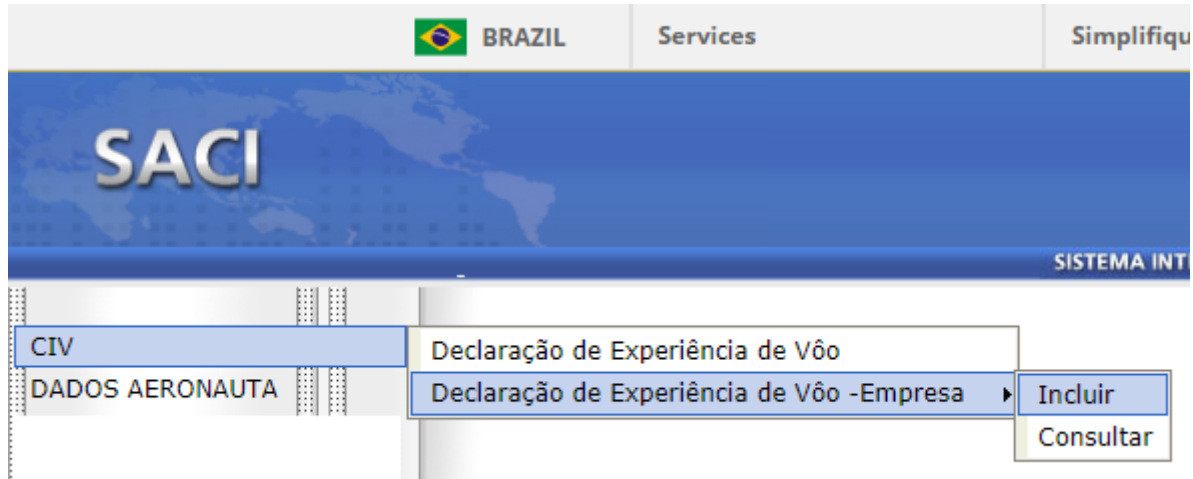 BRAZIL Services Simplifiqu
SACI
SISTEMA INT
CIV
DADOS AERONAUTA
Declaração de Experiência de Vôo
Declaração de Experiência de Vôo -Empresa
Incluir
Consultar